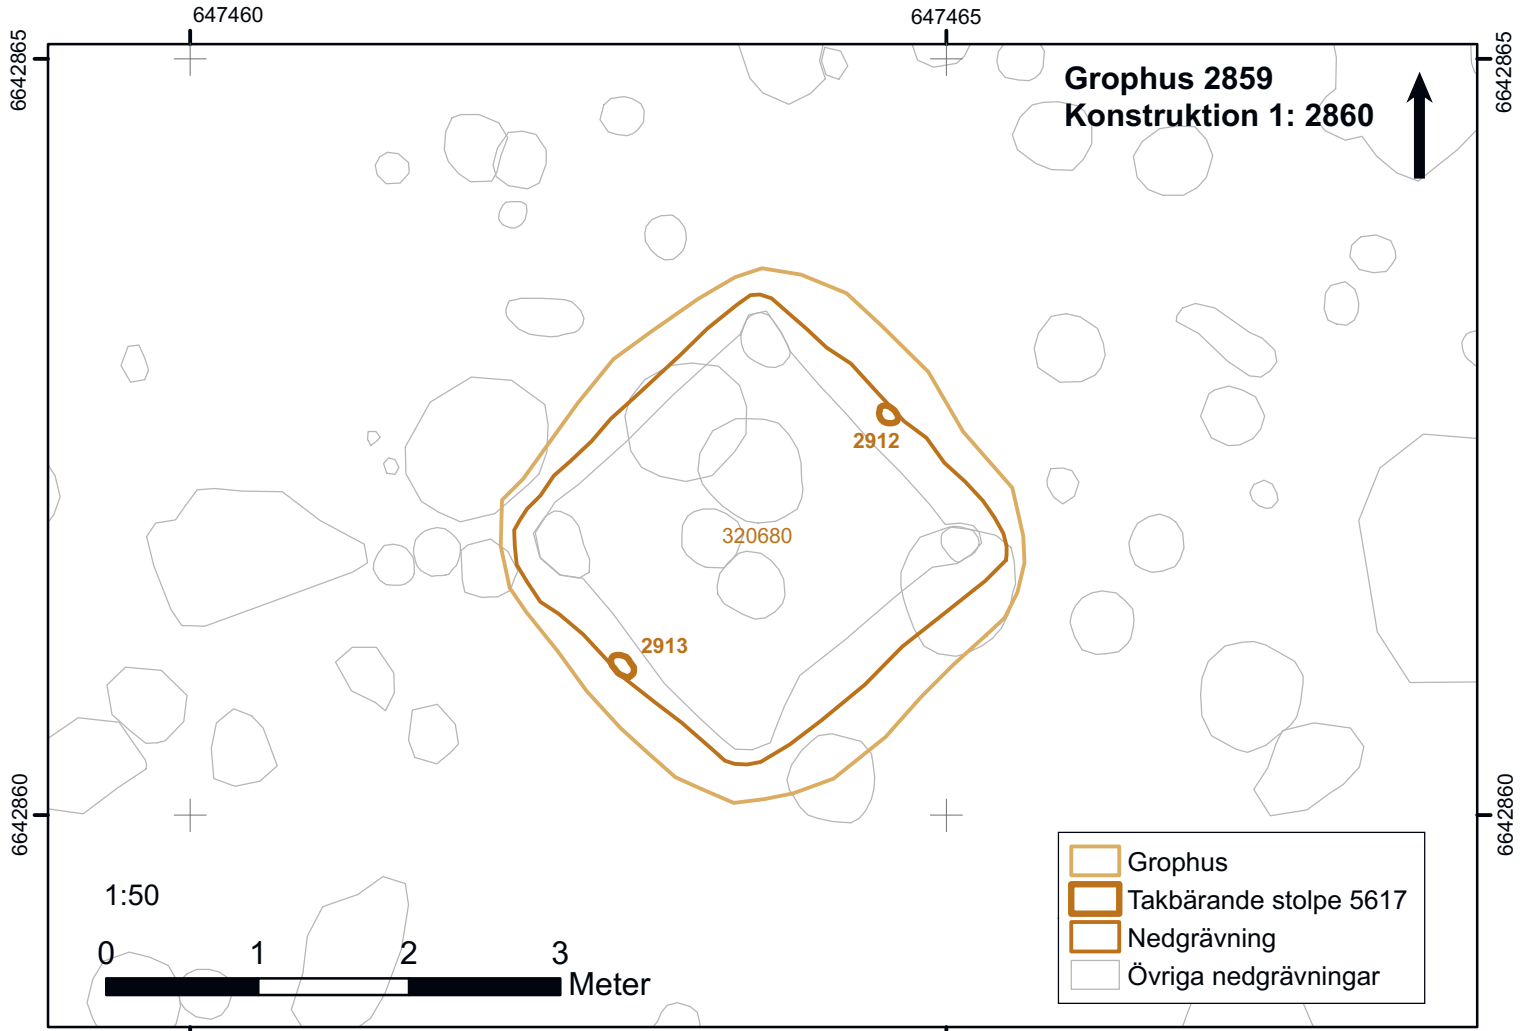 647460
647465
6642865
6642865
Grophus 2859
Konstruktion 1: 2860
2912
320680
2913
6642860
6642860
1:50
0 1 2 3
Meter
Grophus
Takbärande stolpe 5617
Nedgrävning
Övriga nedgrävningar